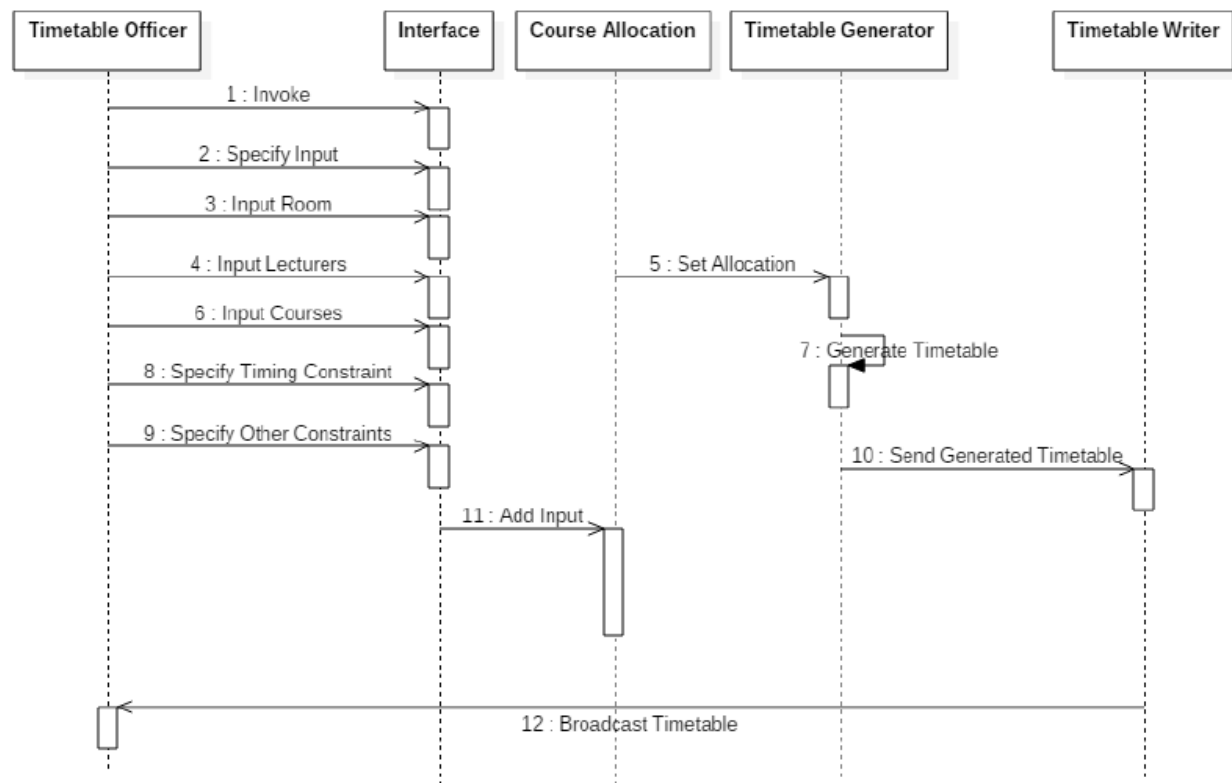 Timetable Officer
Interface
Course Allocation
Timetable Generator
Timetable Writer
1 : Invoke
2 : Specify Input
3 : Input Room
4 : Input Lecturers
5 : Set Allocation
6 : Input Courses
7 : Generate Timetable
8 : Specify Timing Constraint
9 : Specify Other Constraints
10 : Send Generated Timetable
11 : Add Input
12 : Broadcast Timetable